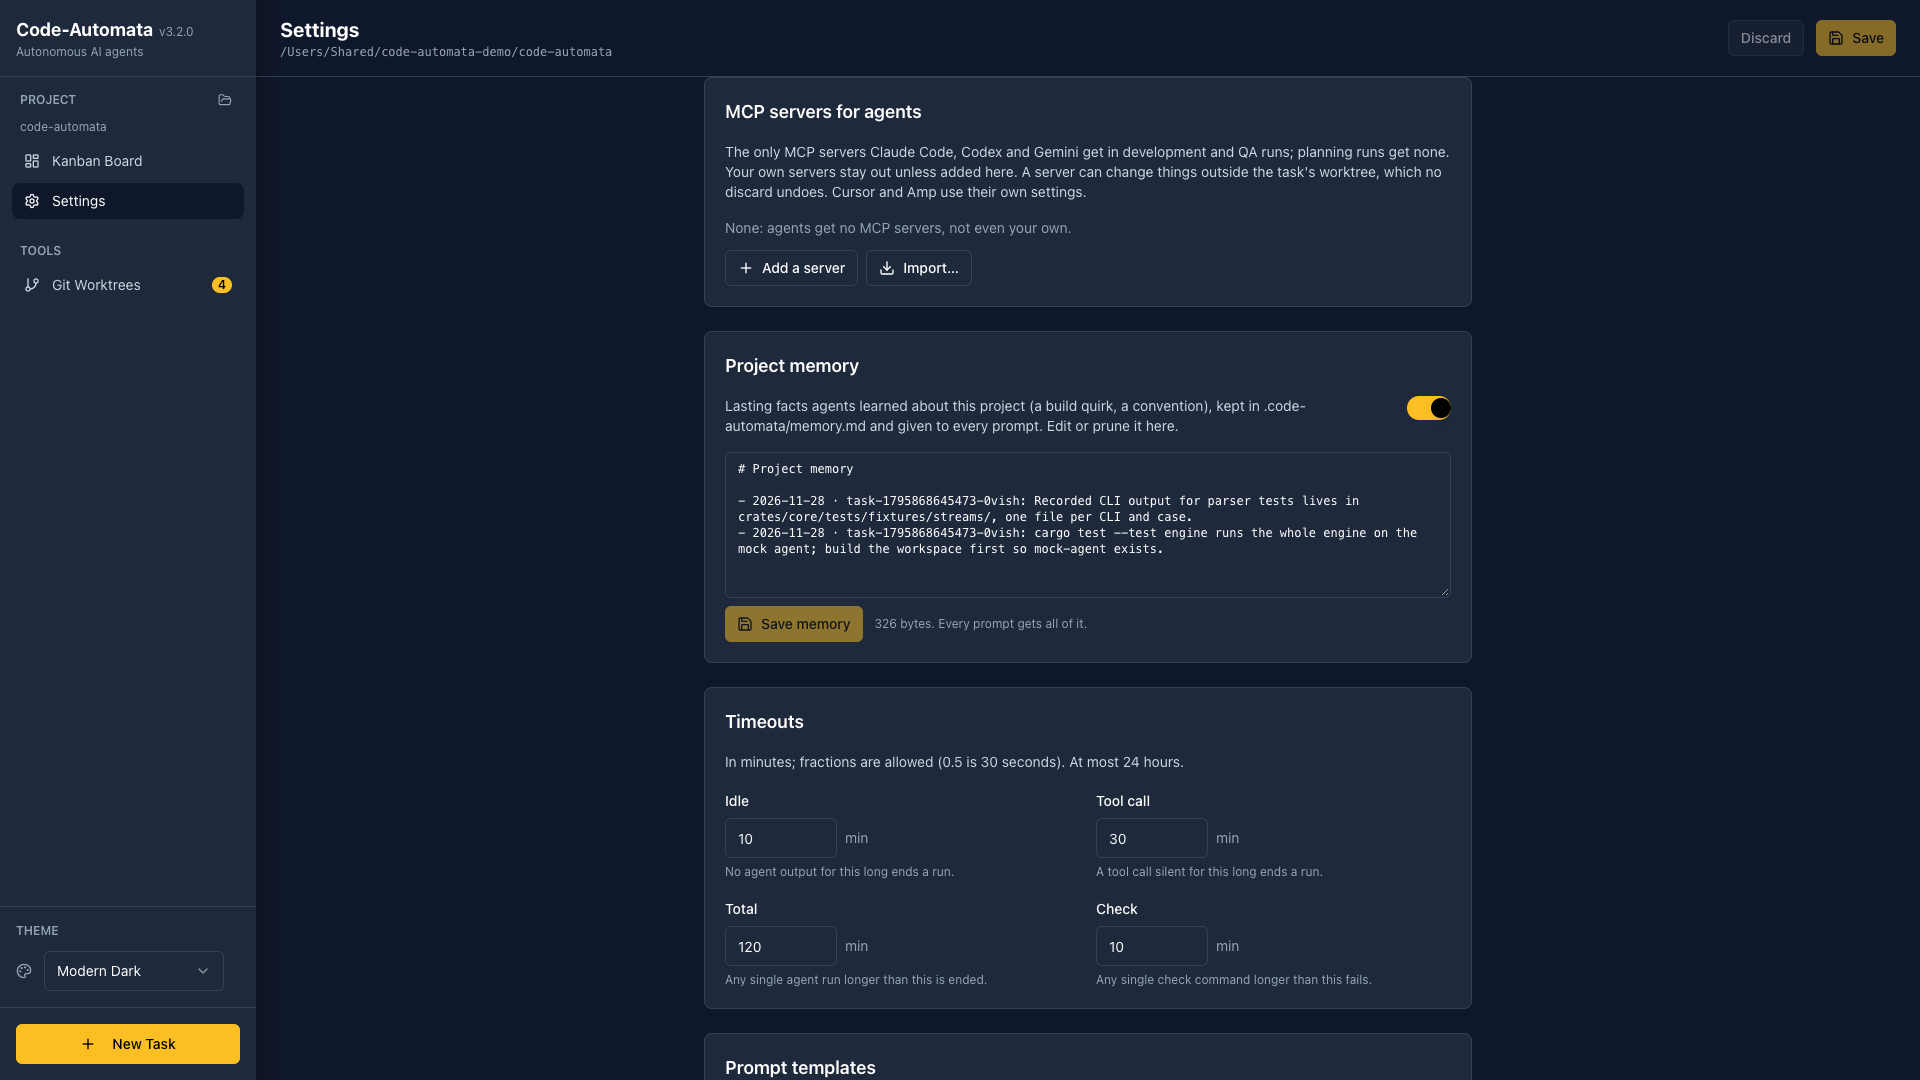 Code-Automata v3.2.0
Autonomous AI agents
PROJECT
code-automata
Kanban Board
Settings
TOOLS
Git Worktrees 4
THEME
Modern Dark
New Task
Settings
/Users/Shared/code-automata-demo/code-automata
Discard
Save
MCP servers for agents
The only MCP servers Claude Code, Codex and Gemini get in development and QA runs; planning runs get none.
Your own servers stay out unless added here. A server can change things outside the task's worktree, which no
discard undoes. Cursor and Amp use their own settings.
None: agents get no MCP servers, not even your own.
Add a server
Import...
Project memory
Lasting facts agents learned about this project (a build quirk, a convention), kept in .code-
automata/memory.md and given to every prompt. Edit or prune it here.
# Project memory
- 2026-11-28 · task-1795868645473-0vish: Recorded CLI output for parser tests lives in
crates/core/tests/fixtures/streams/, one file per CLI and case.
- 2026-11-28 · task-1795868645473-0vish: cargo test --test engine runs the whole engine on the
mock agent; build the workspace first so mock-agent exists.
Save memory
326 bytes. Every prompt gets all of it.
Timeouts
In minutes; fractions are allowed (0.5 is 30 seconds). At most 24 hours.
Idle
10 min
No agent output for this long ends a run.
Tool call
30 min
A tool call silent for this long ends a run.
Total
120 min
Any single agent run longer than this is ended.
Check
10 min
Any single check command longer than this fails.
Prompt templates